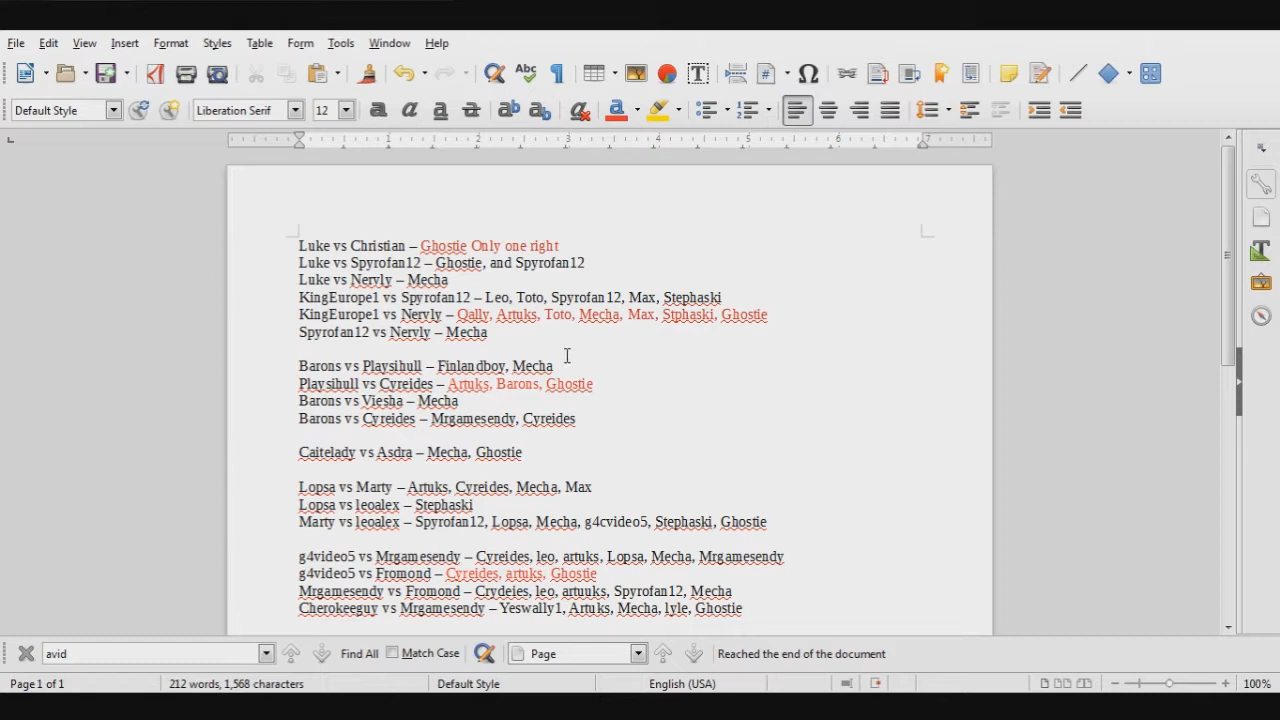 File Edit View Insert Format Styles Table Form Tools Window Help
Default Style Liberation Serif 12
1 1 2 3 4 5 6 7
Luke vs Christian – Ghostie Only one right
Luke vs Spyrofan12 – Ghostie, and Spyrofan12
Luke vs Nervly – Mecha
KingEurope1 vs Spyrofan12 – Leo, Toto, Spyrofan12, Max, Stephaski
KingEurope1 vs Nervly – Qally, Artuks, Toto, Mecha, Max, Stphaski, Ghostie
Spyrofan12 vs Nervly – Mecha
Barons vs Playsihull – Finlandboy, Mecha
Playsihull vs Cyreides – Artuks, Barons, Ghostie
Barons vs Viesha – Mecha
Barons vs Cyreides – Mrgamesendy, Cyreides
Caitelady vs Asdra – Mecha, Ghostie
Lopsa vs Marty – Artuks, Cyreides, Mecha, Max
Lopsa vs leoalex – Stephaski
Marty vs leoalex – Spyrofan12, Lopsa, Mecha, g4cvideo5, Stephaski, Ghostie
g4video5 vs Mrgamesendy – Cyreides, leo, artuks, Lopsa, Mecha, Mrgamesendy
g4video5 vs Fromond – Cyreides, artuks, Ghostie
Mrgamesendy vs Fromond – Crydeies, leo, artuuks, Spyrofan12, Mecha
Cherokeeguy vs Mrgamesendy – Yeswally1, Artuks, Mecha, lyle, Ghostie
avid Find All Match Case Page Reached the end of the document
Page 1 of 1 212 words, 1,568 characters Default Style English (USA) 100%